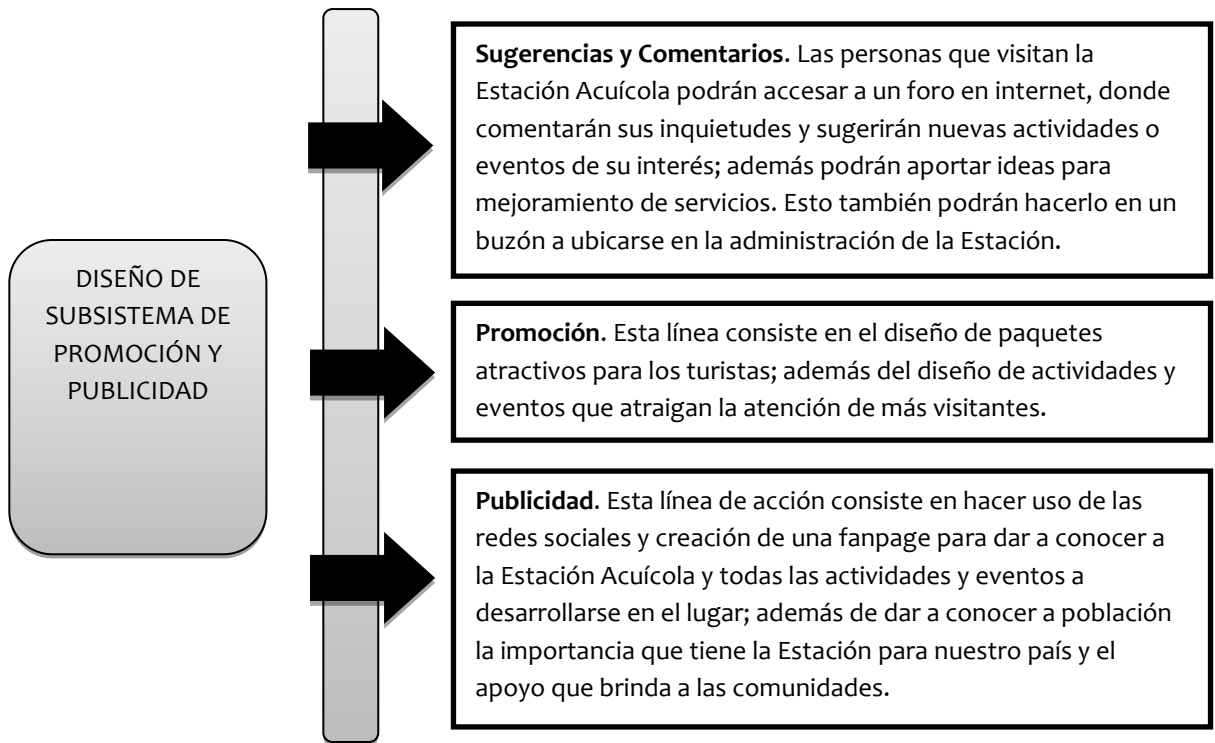 DISEÑO DE
SUBSISTEMA DE
PROMOCIÓN Y
PUBLICIDAD
Sugerencias y Comentarios. Las personas que visitan la
Estación Acuícola podrán accesar a un foro en internet, donde
comentarán sus inquietudes y sugerirán nuevas actividades o
eventos de su interés; además podrán aportar ideas para
mejoramiento de servicios. Esto también podrán hacerlo en un
buzón a ubicarse en la administración de la Estación.
Promoción. Esta línea consiste en el diseño de paquetes
atractivos para los turistas; además del diseño de actividades y
eventos que atraigan la atención de más visitantes.
Publicidad. Esta línea de acción consiste en hacer uso de las
redes sociales y creación de una fanpage para dar a conocer a
la Estación Acuícola y todas las actividades y eventos a
desarrollarse en el lugar; además de dar a conocer a población
la importancia que tiene la Estación para nuestro país y el
apoyo que brinda a las comunidades.